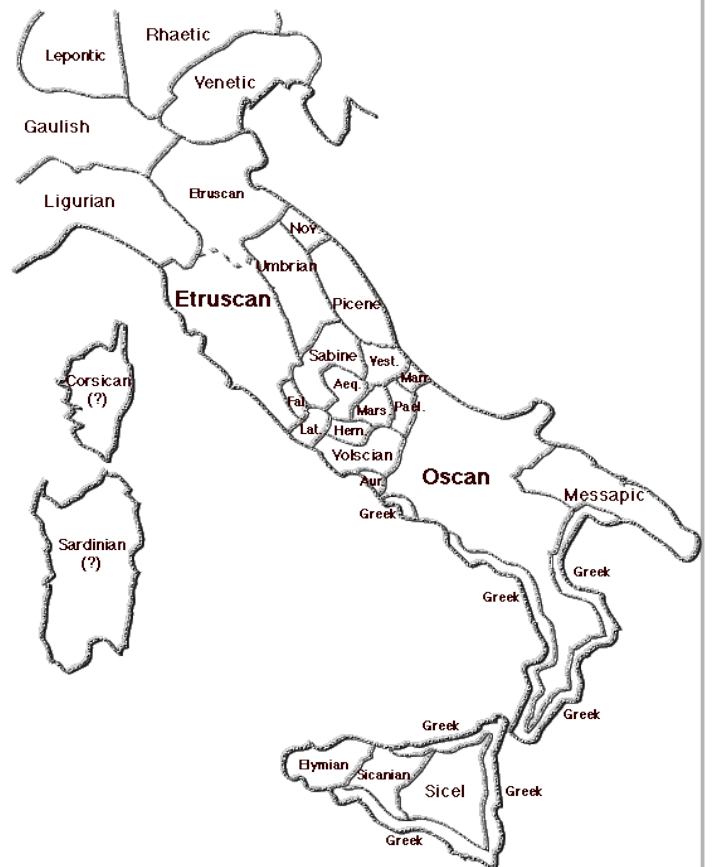 Rhaetic
Lepontic
Venetic
Gaulish
Etruscan
Ligurian
Nov.
Umbrian
Etruscan
Picene
Sabine
Vest.
Corsican
(?)
Aeq.
Marr.
Fal.
Mars.
Pael.
Lat.
Hern.
Volscian
Oscan
Aur.
Messapic
Greek
Sardinian
(?)
Greek
Greek
Greek
Greek
Elymian
Sicanian
Sicel
Greek
Greek